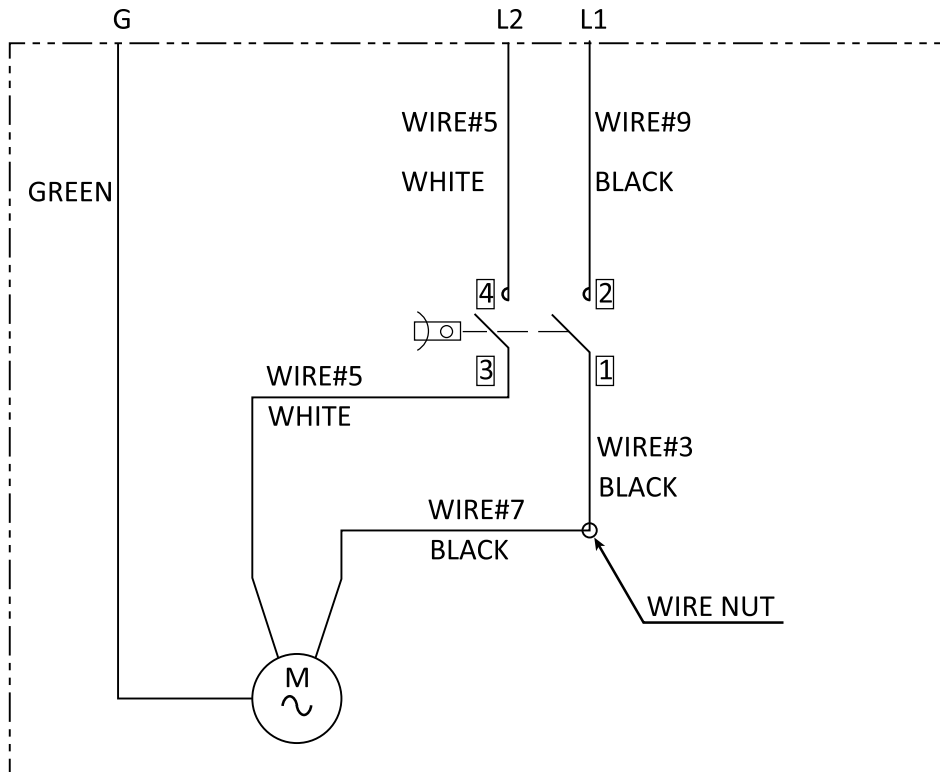 G
L2
L1
WIRE#5
WHITE
WIRE#9
BLACK
GREEN
4
2
3
1
WIRE#5
WHITE
WIRE#3
BLACK
WIRE#7
BLACK
WIRE NUT
M